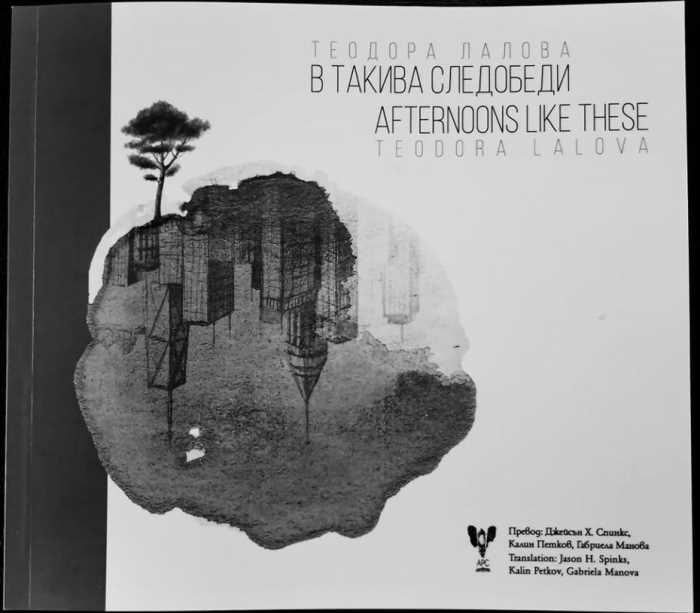 ТЕОДОРА ЛАЛОВА
В ТАКИВА СЛЕДОБЕДИ
AFTERNOONS LIKE THESE
TEODORA LALOVA
АРС
Превод: Джейсън Х. Спинкс,
Калин Петков, Габриела Манова
Translation: Jason H. Spinks,
Kalin Petkov, Gabriela Manova